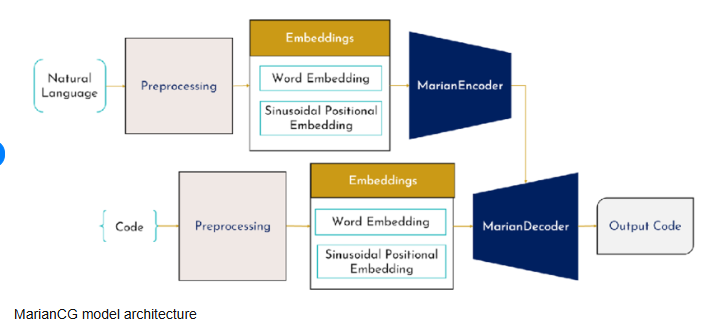 Embeddings
Natural
Language
Preprocessing
Word Embedding
Sinusoidal Positional
Embedding
MarianEncoder
Code
Preprocessing
Embeddings
Word Embedding
Sinusoidal Positional
Embedding
MarianDecoder
Output Code
MarianCG model architecture